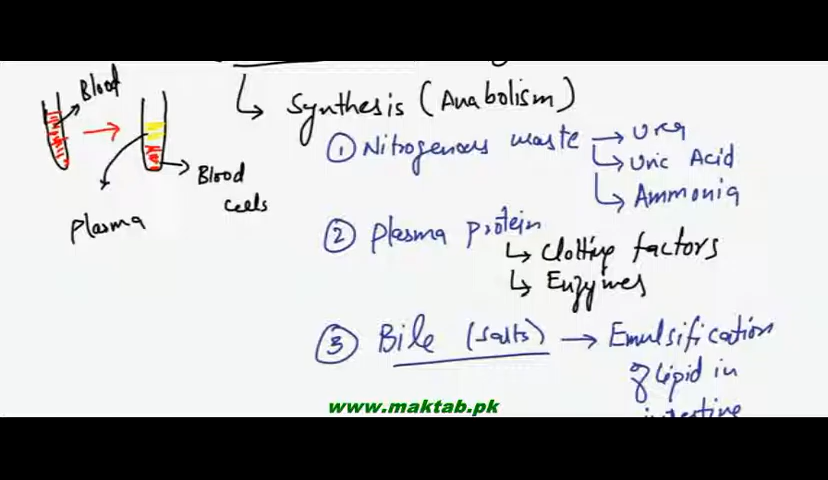 Blood
Blood
cells
Plasma
Synthesis (Anabolism)
① Nitrogenous waste → Urea
Uric Acid
Ammonia
② Plasma protein
Clotting factors
Enzymes
③ Bile (salts) → Emulsification
of Lipid in
intestine
www.maktab.pk